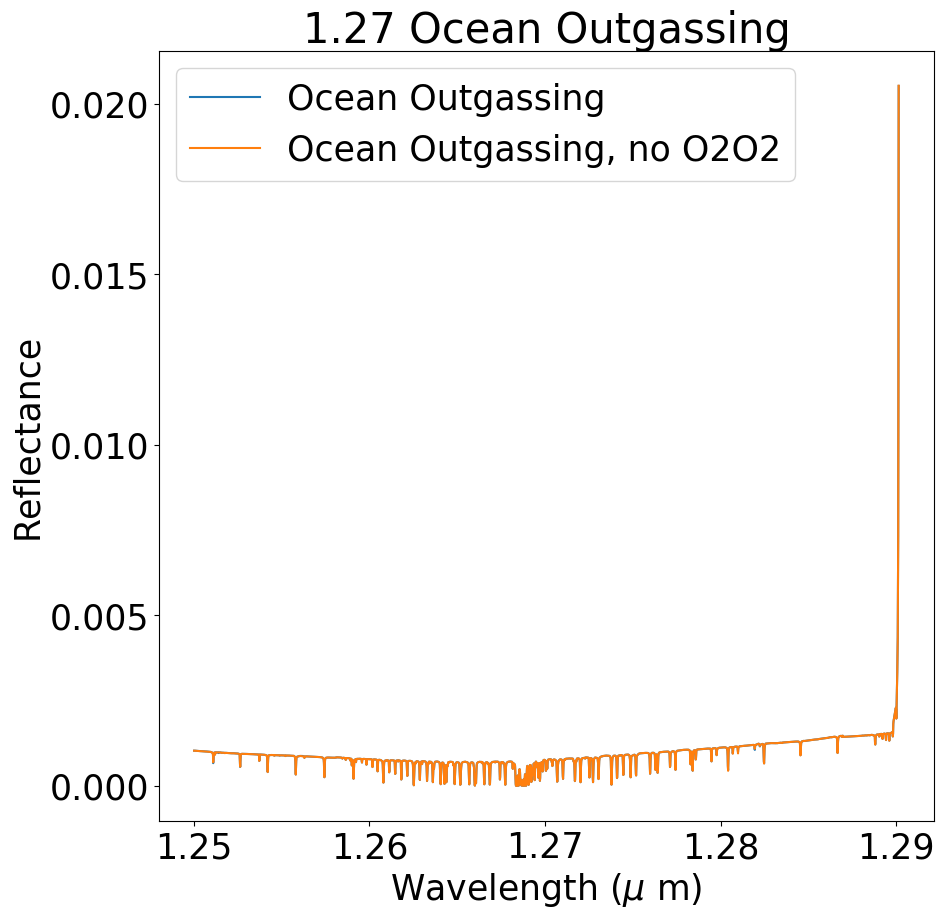 1.27 Ocean Outgassing
Ocean Outgassing
Ocean Outgassing, no O2O2
0.020
0.015
0.010
0.005
0.000
Reflectance
1.25 1.26 1.27 1.28 1.29
Wavelength (μ m)